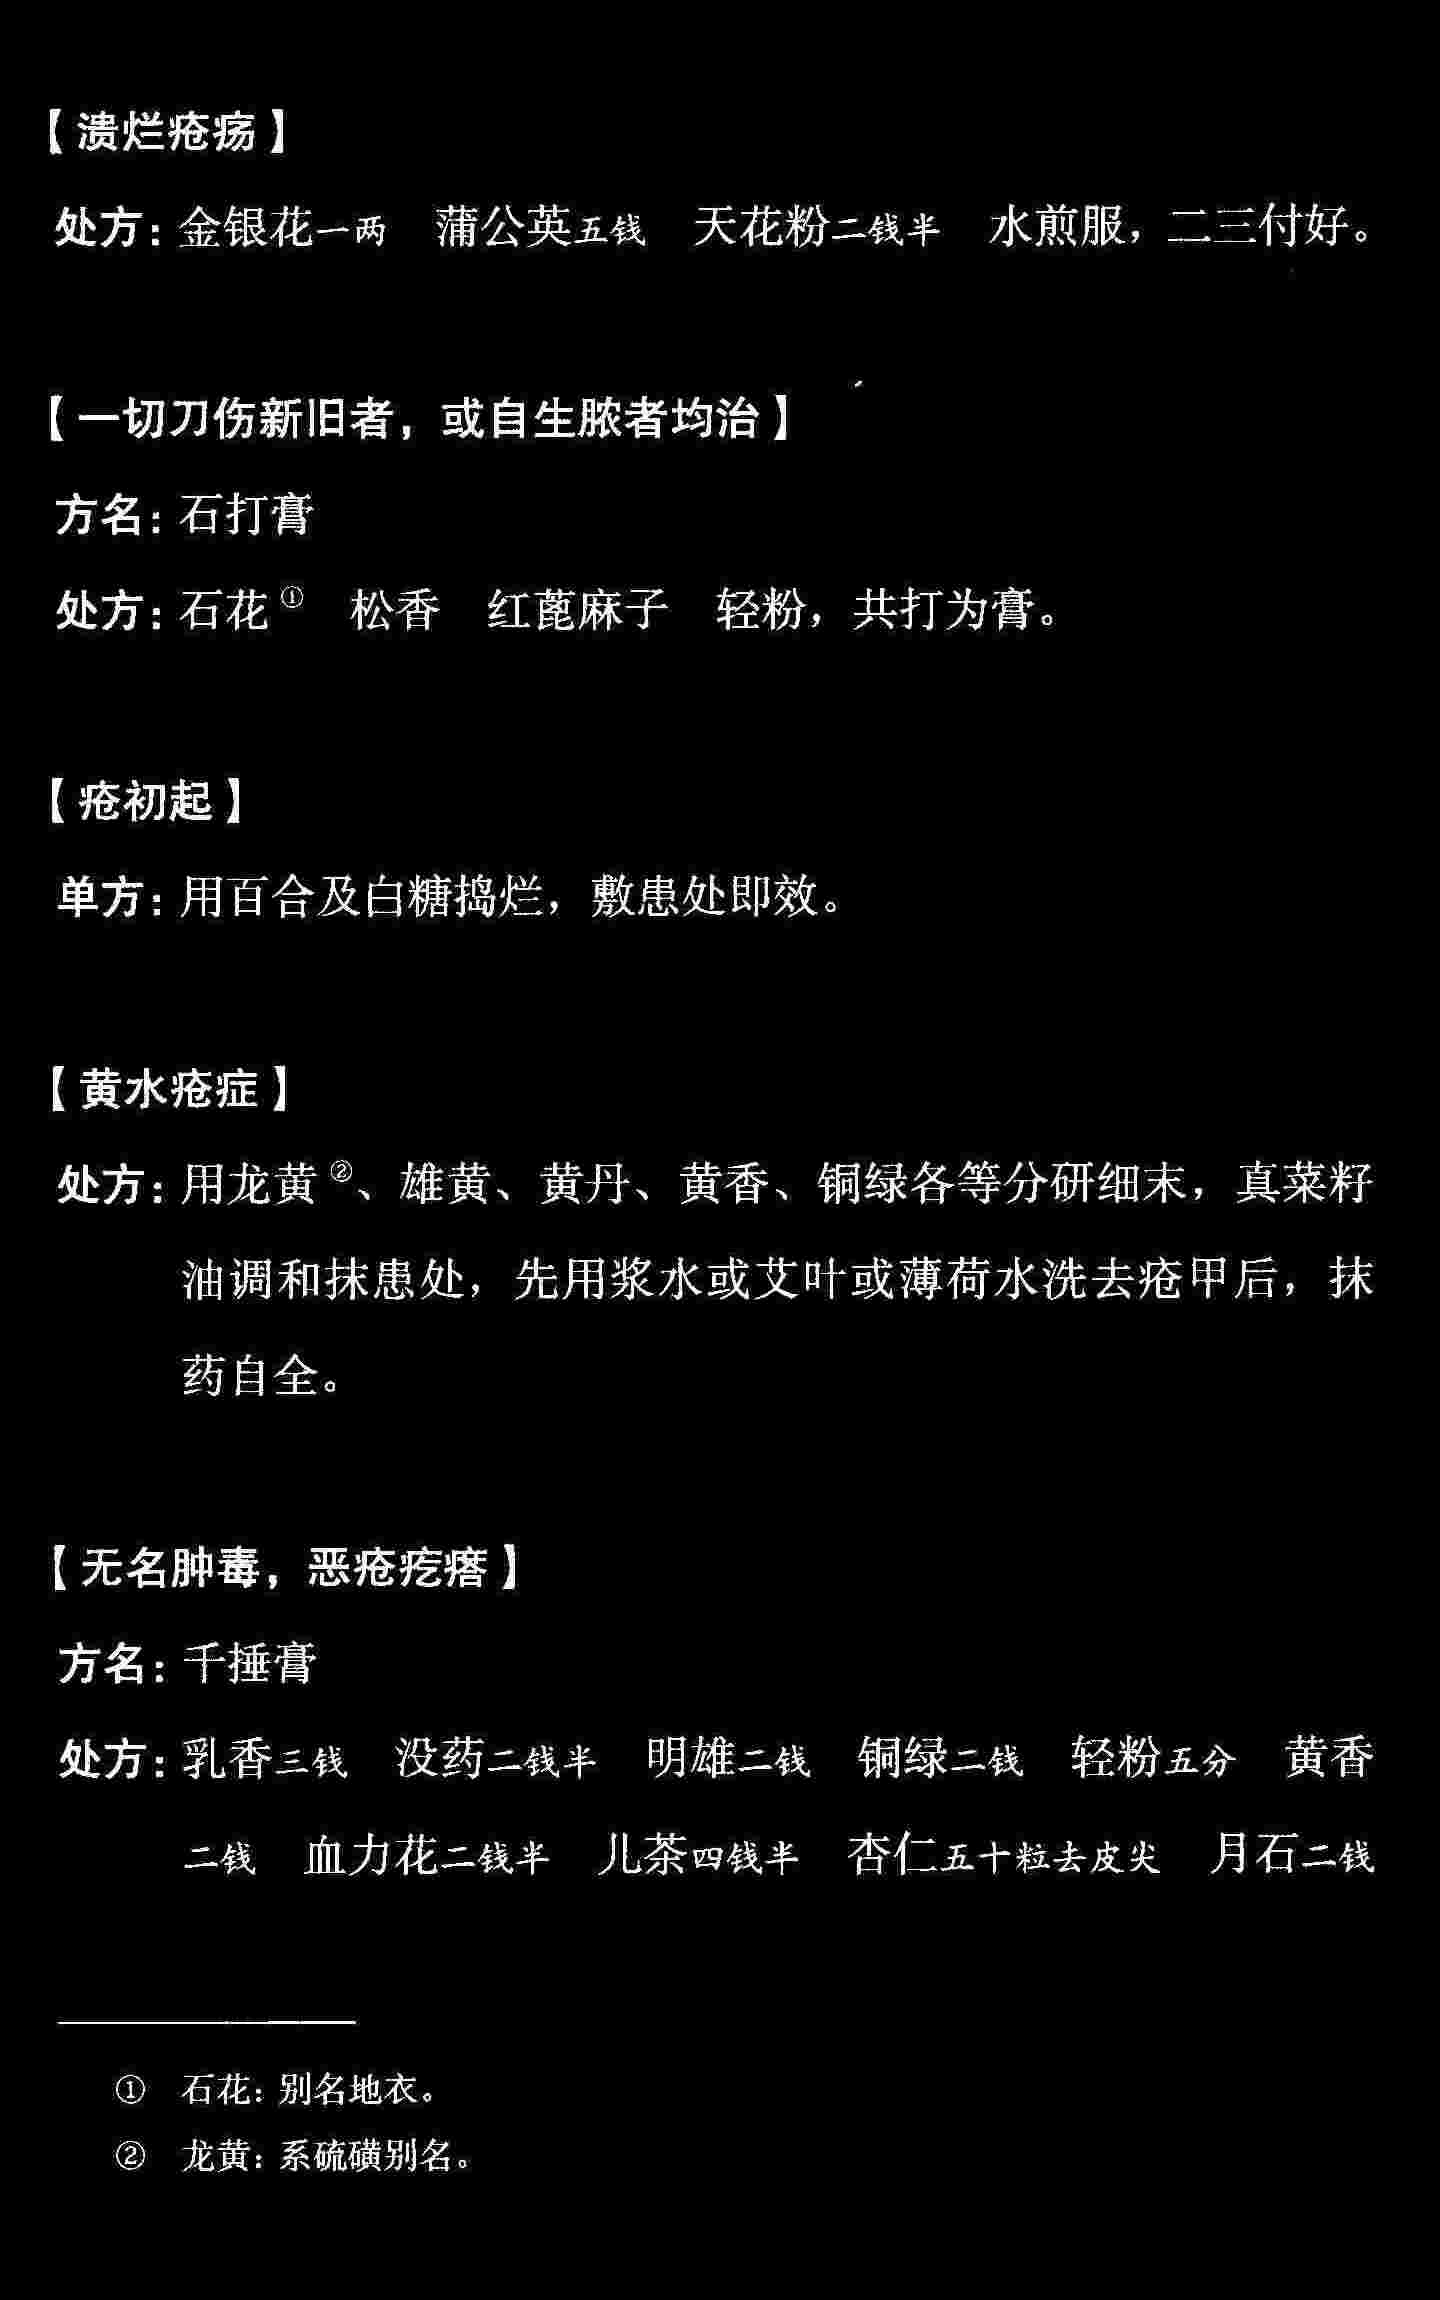 【溃烂疮疡】
处方：金银花一两　蒲公英五钱　天花粉二钱半　水煎服，二三付好。
【一切刀伤新旧者，或自生脓者均治】
方名：石打膏
处方：石花①　松香　红蓖麻子　轻粉，共打为膏。
【疮初起】
单方：用百合及白糖捣烂，敷患处即效。
【黄水疮症】
处方：用龙黄②、雄黄、黄丹、黄香、铜绿各等分研细末，真菜籽
油调和抹患处，先用浆水或艾叶或薄荷水洗去疮甲后，抹
药自全。
【无名肿毒，恶疮疙瘩】
方名：千捶膏
处方：乳香三钱　没药二钱半　明雄二钱　铜绿二钱　轻粉五分　黄香
二钱　血力花二钱半　儿茶四钱半　杏仁五十粒去皮尖　月石二钱
①　石花：别名地衣。
②　龙黄：系硫磺别名。